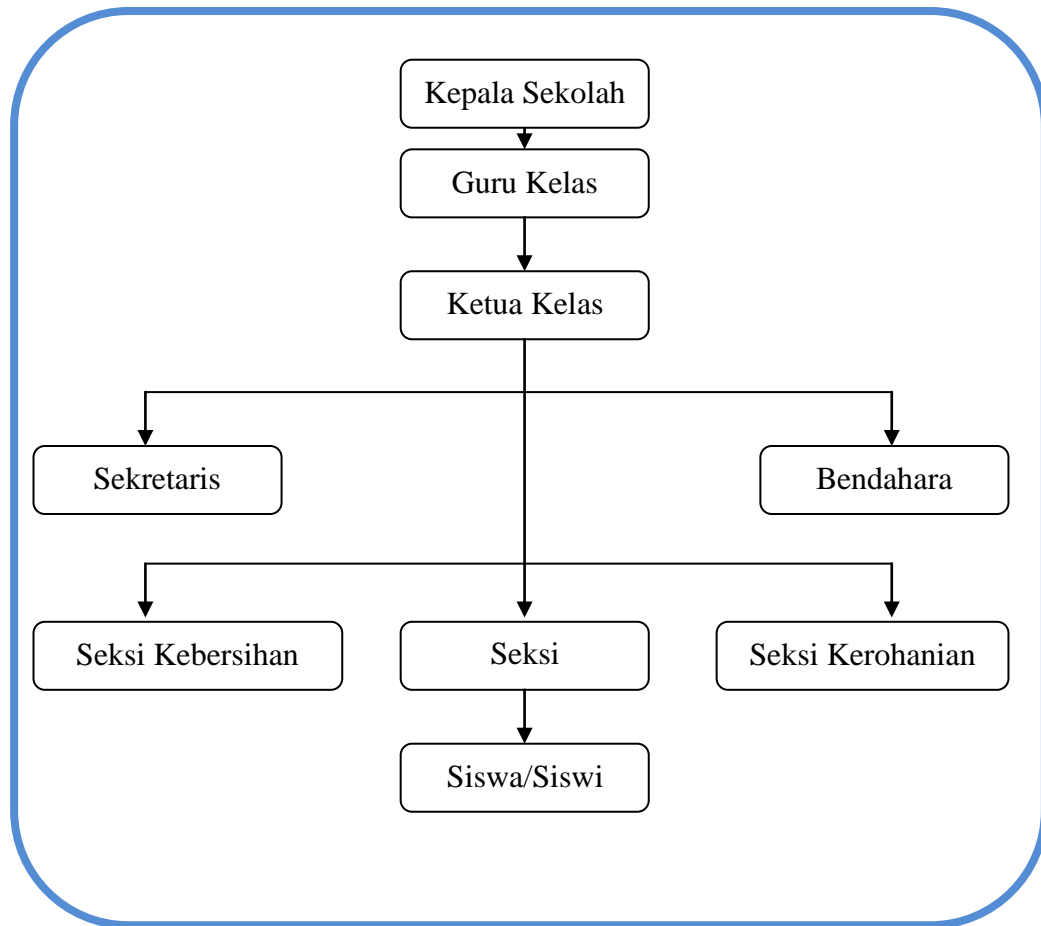 Kepala Sekolah
Guru Kelas
Ketua Kelas
Sekretaris
Bendahara
Seksi Kebersihan
Seksi
Seksi Kerohanian
Siswa/Siswi